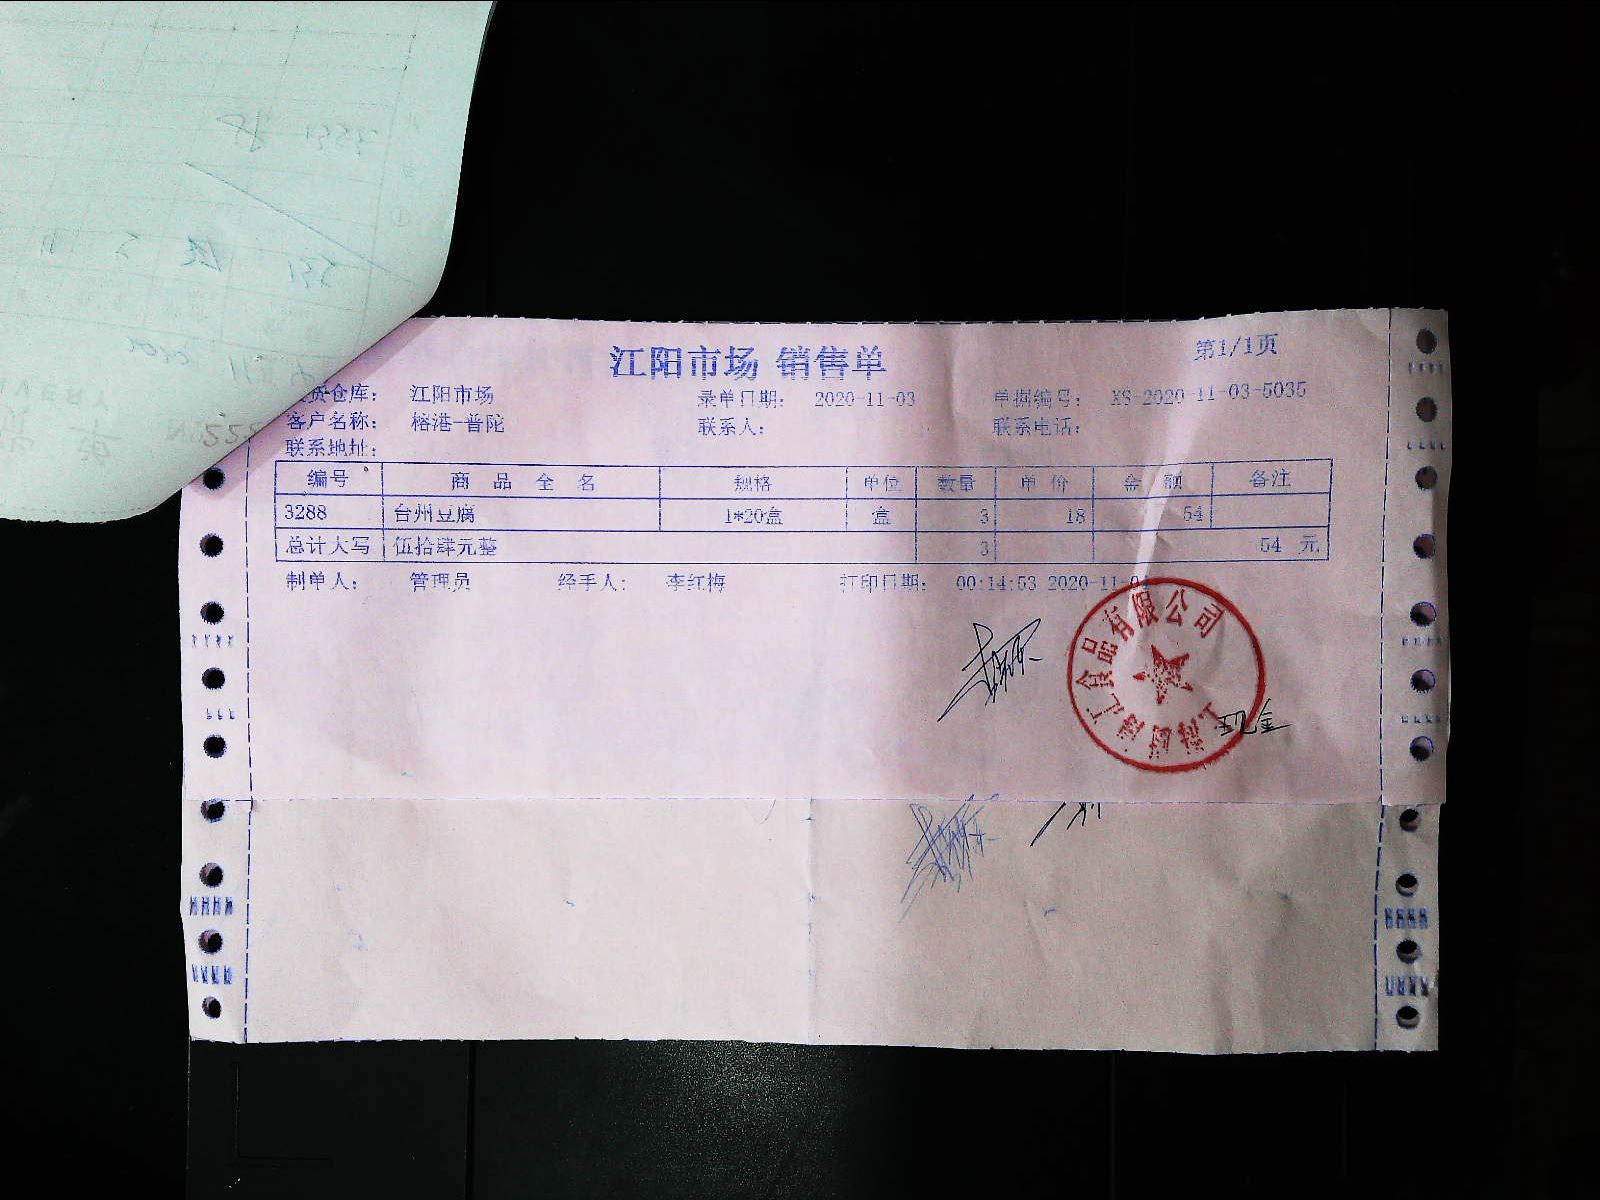 江阳市场 销售单
第1/1页
货仓库： 江阳市场 录单日期： 2020-11-03 单据编号： XS-2020-11-03-5035
客户名称： 榕港-普陀 联系人： 联系电话：
联系地址：
编号 商品全名 规格 单位 数量 单价 金额 备注
3288 台州豆腐 1*20盒 盒 3 18 54
总计大写 伍拾肆元整 3 54 元
制单人： 管理员 经手人： 李红梅 打印日期： 00:14:53 2020-11-04
食品有限公司